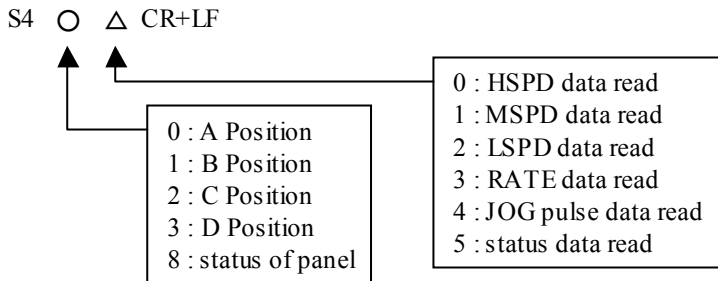 S4 ○ △ CR+LF
0 : HSPD data read
1 : MSPD data read
2 : LSPD data read
3 : RATE data read
4 : JOG pulse data read
5 : status data read
0 : A Position
1 : B Position
2 : C Position
3 : D Position
8 : status of panel